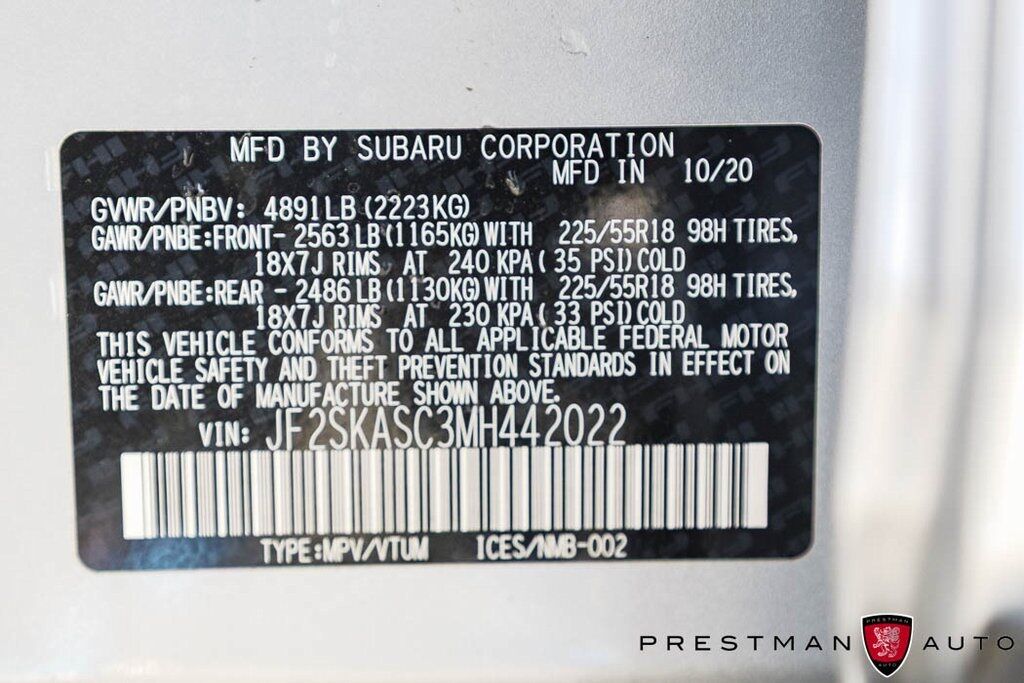 MFD BY SUBARU CORPORATION
MFD IN 10/20
GVWR/PNBV: 4891LB (2223KG)
GAWR/PNBE:FRONT- 2563 LB (1165KG) WITH 225/55R18 98H TIRES,
18X7J RIMS AT 240 KPA ( 35 PSI) COLD
GAWR/PNBE:REAR - 2486 LB (1130KG) WITH 225/55R18 98H TIRES,
18X7J RIMS AT 230 KPA ( 33 PSI) COLD
THIS VEHICLE CONFORMS TO ALL APPLICABLE FEDERAL MOTOR
VEHICLE SAFETY AND THEFT PREVENTION STANDARDS IN EFFECT ON
THE DATE OF MANUFACTURE SHOWN ABOVE.
VIN: JF2SKASC3MH442022
TYPE:MPV/VTUM ICES/NMB-002
PRESTMAN AUTO
PRESTMAN
AUTO